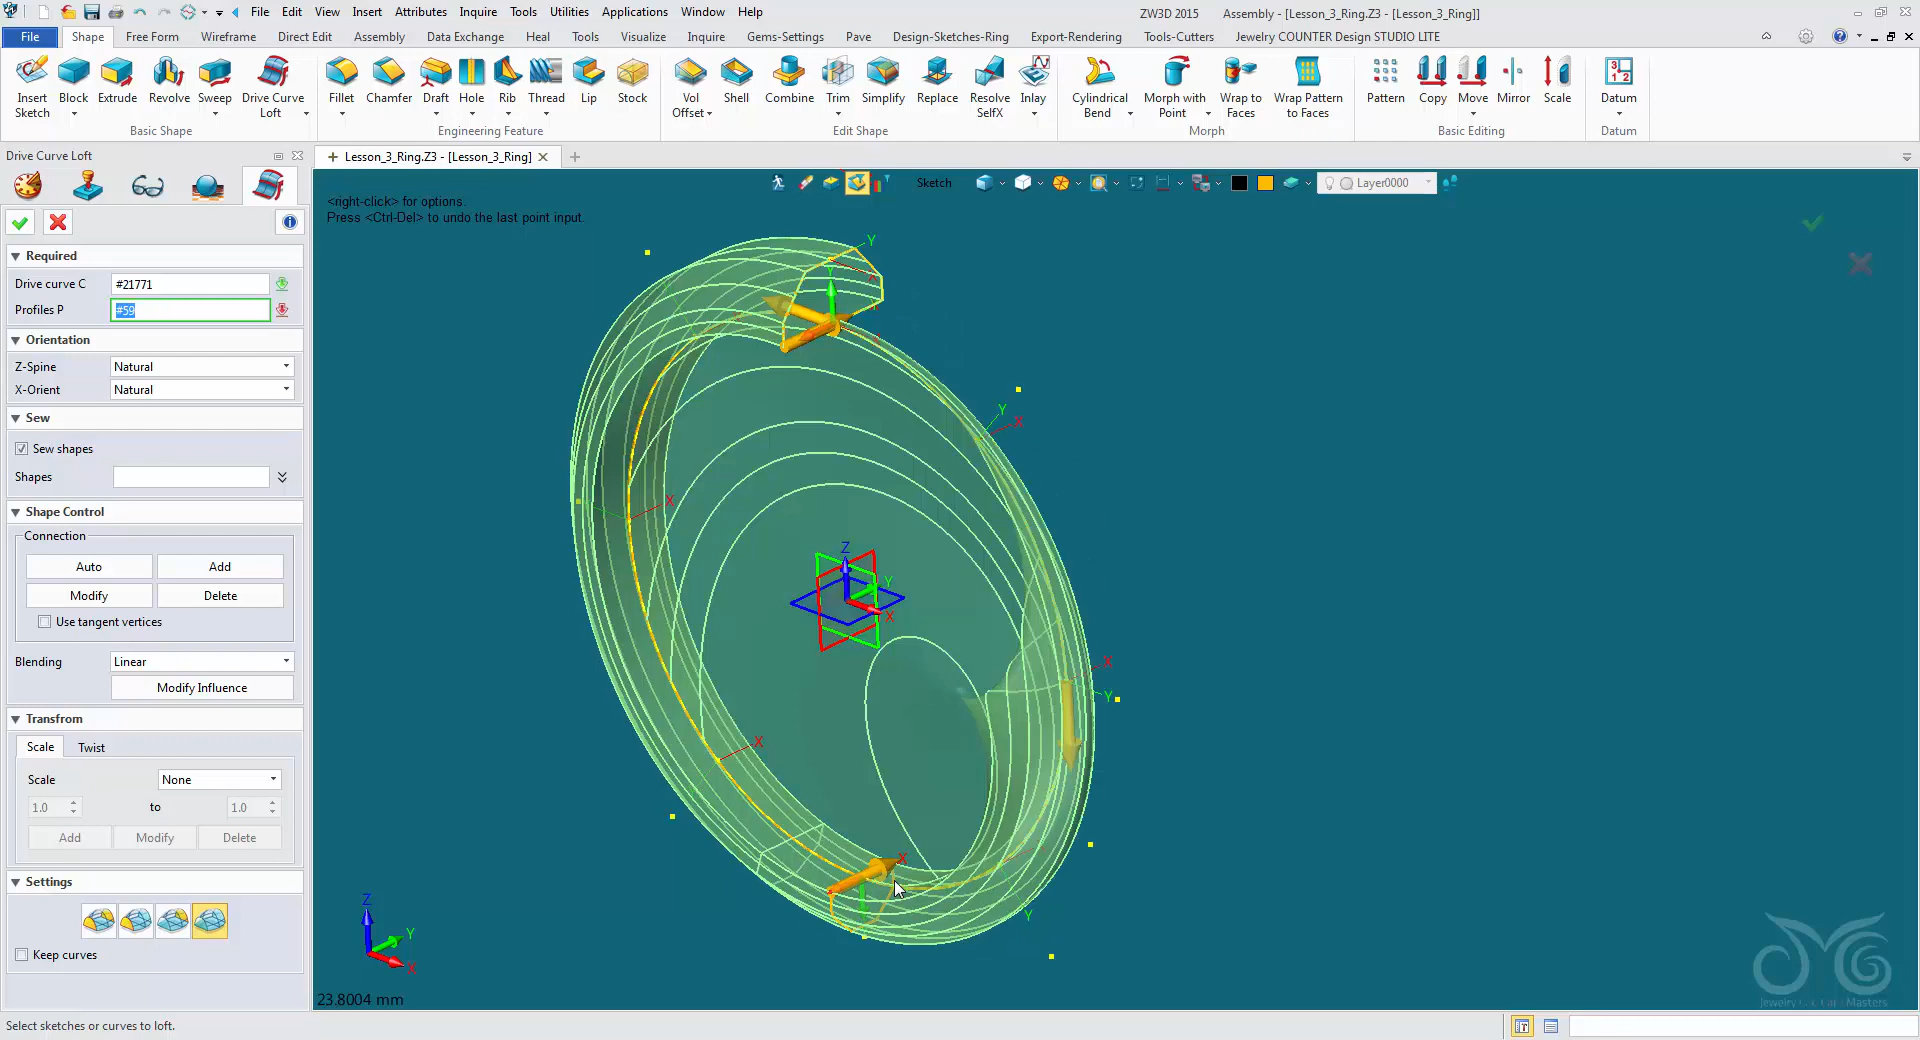 File Edit View Insert Attributes Inquire Tools Utilities Applications Window Help
ZW3D 2015 Assembly - [Lesson_3_Ring.Z3 - [Lesson_3_Ring]]
File Shape Free Form Wireframe Direct Edit Assembly Data Exchange Heal Tools Visualize Inquire Gems-Settings Pave Design-Sketches-Ring Export-Rendering Tools-Cutters Jewelry COUNTER Design STUDIO LITE
Insert Sketch Block Extrude Revolve Sweep Drive Curve Loft
Basic Shape
Fillet Chamfer Draft Hole Rib Thread Lip Stock
Engineering Feature
Vol Offset Shell Combine Trim Simplify Replace Resolve SelfX Inlay
Edit Shape
Cylindrical Bend Morph with Point Wrap to Faces Wrap Pattern to Faces
Morph
Pattern Copy Move Mirror Scale
Basic Editing
Datum
Datum
Drive Curve Loft
Lesson_3_Ring.Z3 - [Lesson_3_Ring]
Sketch
Layer0000
<right-click> for options.
Press <Ctrl-Del> to undo the last point input.
Required
Drive curve C #21771
Profiles P #59
Orientation
Z-Spine Natural
X-Orient Natural
Sew
Sew shapes
Shapes
Shape Control
Connection
Auto Add
Modify Delete
Use tangent vertices
Blending Linear
Modify Influence
Transfrom
Scale Twist
Scale None
1.0 to 1.0
Add Modify Delete
Settings
Keep curves
Y
Y
Y
X
X
Z
Y
X
X
Y
X
X
Y
Z
Y
X
23.8004 mm
Select sketches or curves to loft.